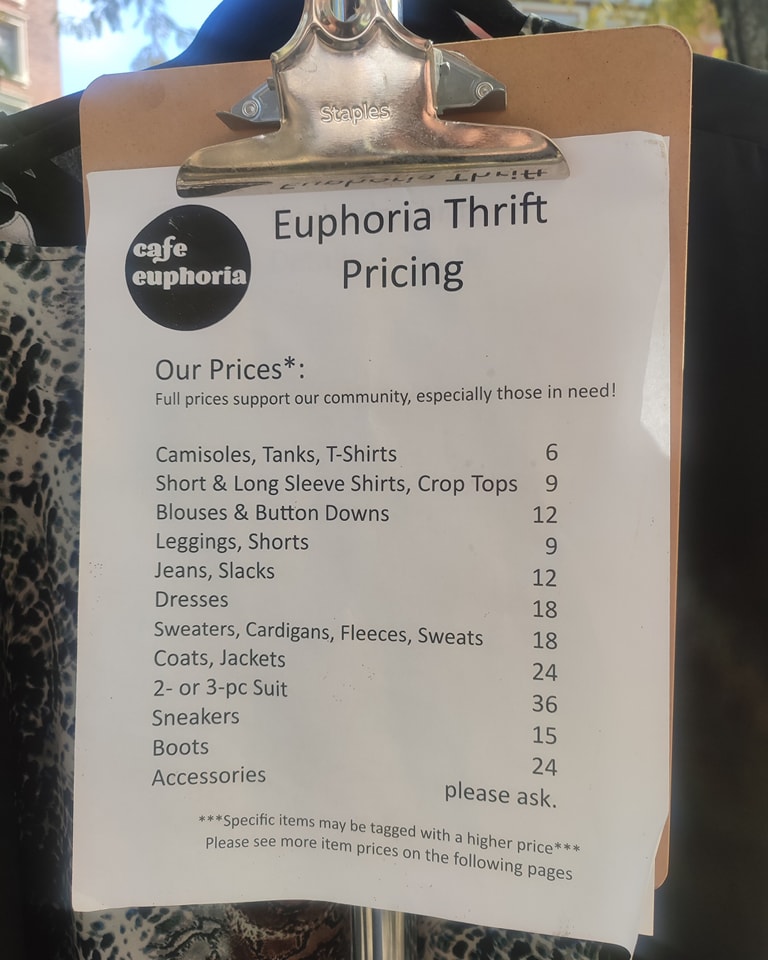 Staples
Euphoria Thrift
Pricing
cafe
euphoria
Our Prices*:
Full prices support our community, especially those in need!
Camisoles, Tanks, T-Shirts 6
Short & Long Sleeve Shirts, Crop Tops 9
Blouses & Button Downs 12
Leggings, Shorts 9
Jeans, Slacks 12
Dresses 18
Sweaters, Cardigans, Fleeces, Sweats 18
Coats, Jackets 24
2- or 3-pc Suit 36
Sneakers 15
Boots 24
Accessories please ask.
***Specific items may be tagged with a higher price***
Please see more item prices on the following pages